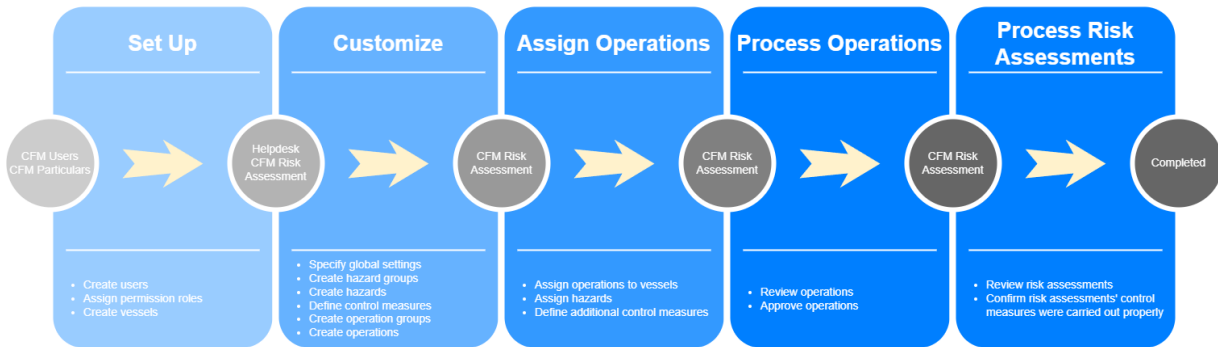 Set Up
Customize
Assign Operations
Process Operations
Process Risk
Assessments
CFM Users
CFM Particulars
Helpdesk
CFM Risk
Assessment
CFM Risk
Assessment
CFM Risk
Assessment
CFM Risk
Assessment
Completed
• Create users
• Assign permission roles
• Create vessels
• Specify global settings
• Create hazard groups
• Create hazards
• Define control measures
• Create operation groups
• Create operations
• Assign operations to vessels
• Assign hazards
• Define additional control measures
• Review operations
• Approve operations
• Review risk assessments
• Confirm risk assessments' control
measures were carried out properly